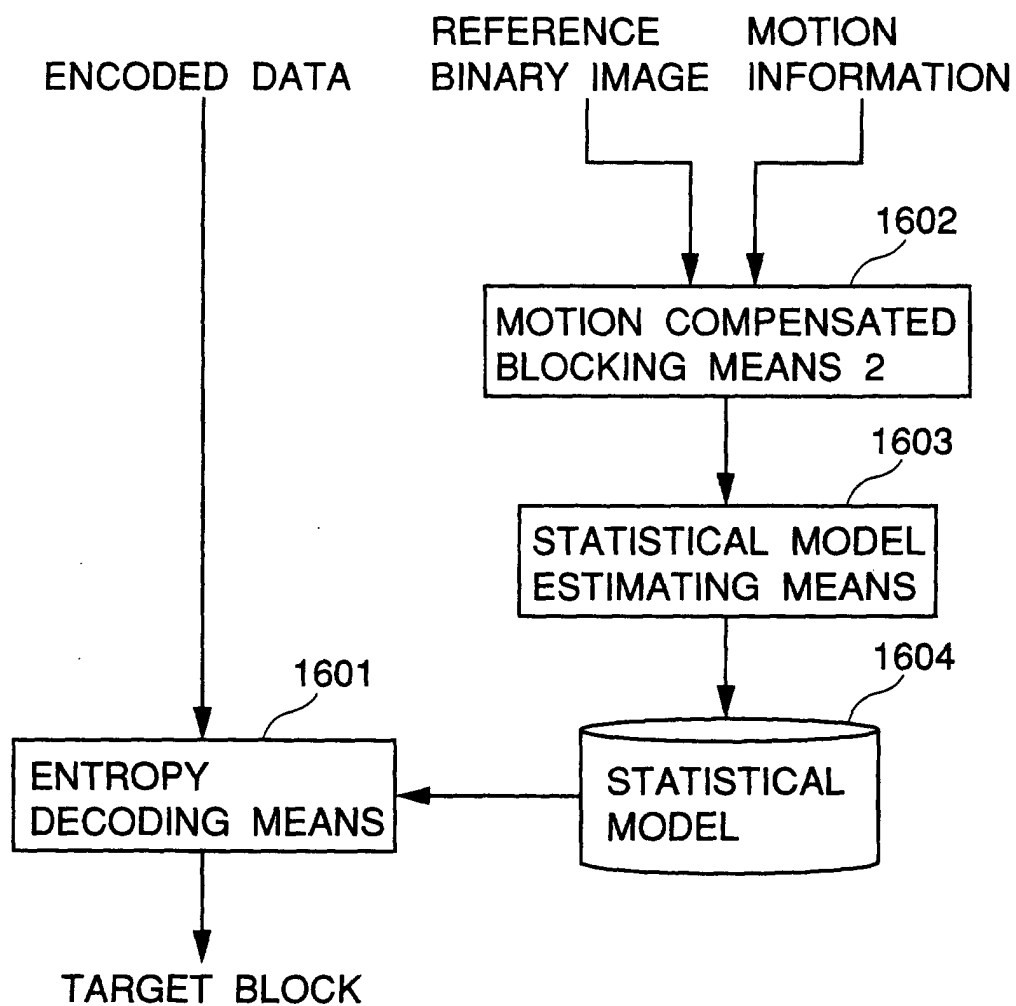 REFERENCE
BINARY IMAGE
MOTION
INFORMATION
ENCODED DATA
1602
MOTION COMPENSATED
BLOCKING MEANS 2
1603
STATISTICAL MODEL
ESTIMATING MEANS
1604
STATISTICAL
MODEL
1601
ENTROPY
DECODING MEANS
TARGET BLOCK